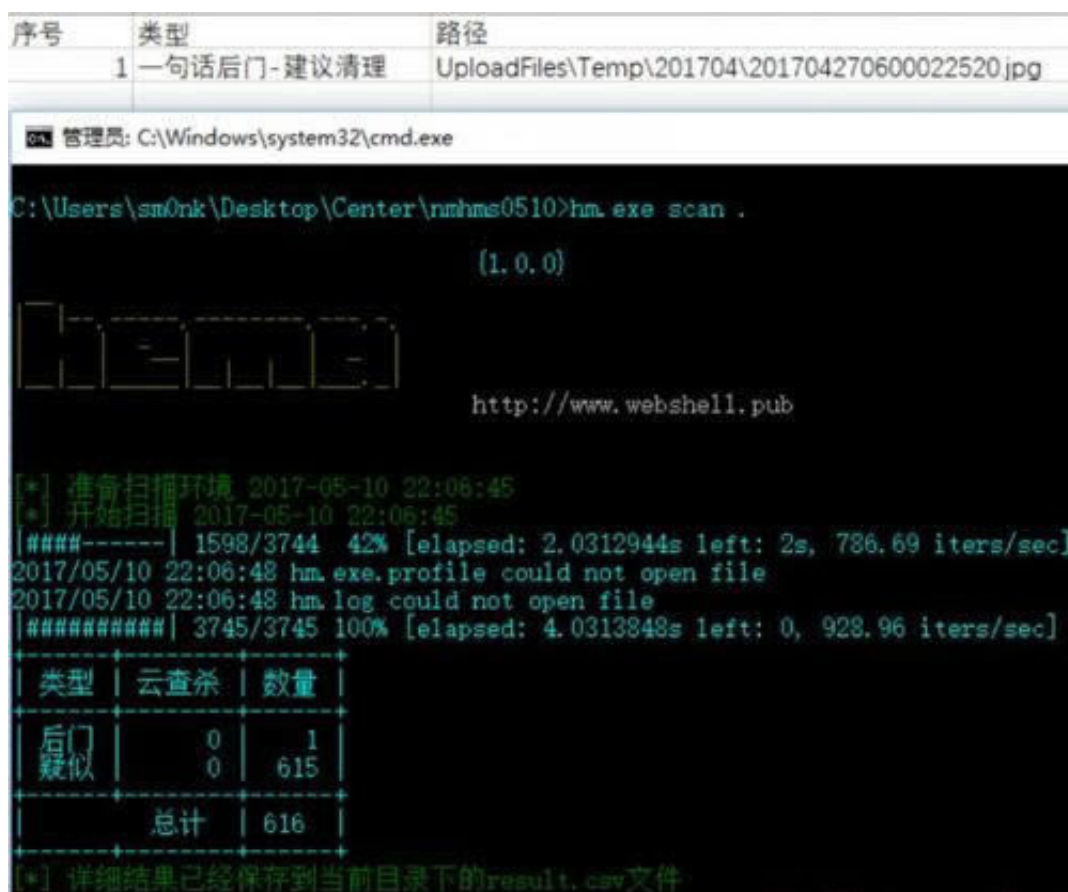 序号 类型 路径
1 一句话后门-建议清理 UploadFiles\Temp\201704\201704270600022520.jpg
管理员: C:\Windows\system32\cmd.exe
C:\Users\sm0nk\Desktop\Center\nmhms0510>hm.exe scan .
{1.0.0}
hema
http://www.webshell.pub
[*] 准备扫描环境 2017-05-10 22:06:45
[*] 开始扫描 2017-05-10 22:06:45
|####------| 1598/3744 42% [elapsed: 2.0312944s left: 2s, 786.69 iters/sec]
2017/05/10 22:06:48 hm.exe.profile could not open file
2017/05/10 22:06:48 hm.log could not open file
|##########| 3745/3745 100% [elapsed: 4.0313848s left: 0, 928.96 iters/sec]
类型 | 云查杀 | 数量
后门 | 0 | 1
疑似 | 0 | 615
总计 | 616
[*] 详细结果已经保存到当前目录下的result.csv文件